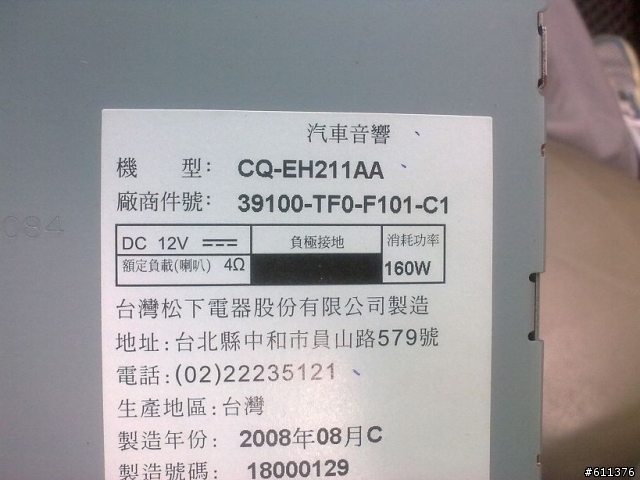 汽車音響
機 型: CQ-EH211AA
廠商件號: 39100-TF0-F101-C1
DC 12V 負極接地 消耗功率
額定負載(喇叭) 4Ω 160W
台灣松下電器股份有限公司製造
地址:台北縣中和市員山路579號
電話:(02)22235121
生產地區:台灣
製造年份: 2008年08月C
製造號碼: 18000129
084
#611376